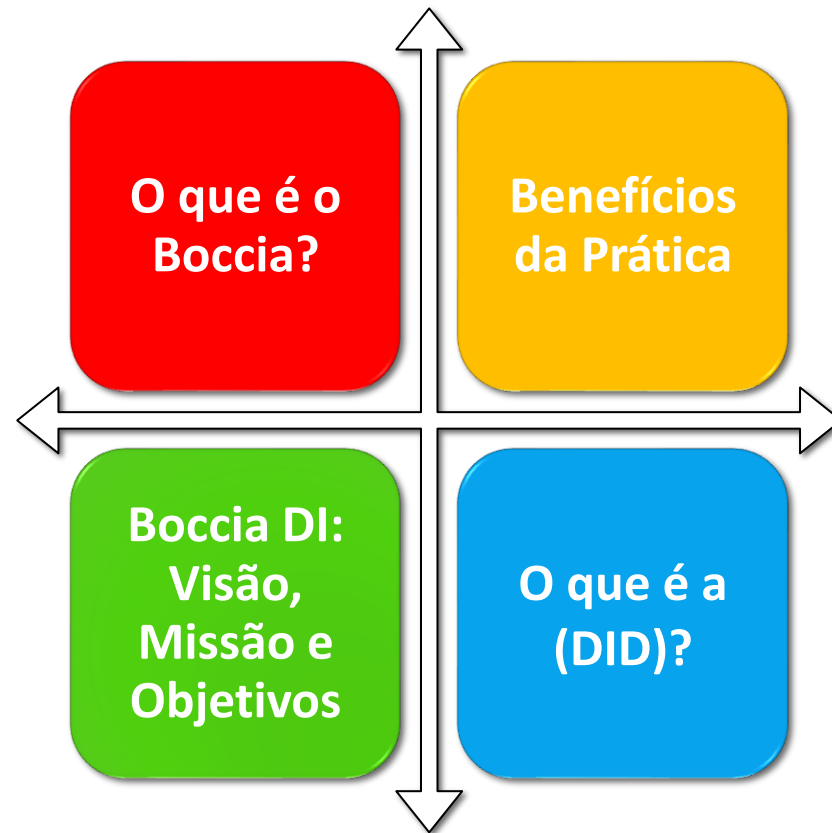 O que é o
Boccia?
Benefícios
da Prática
Boccia DI:
Visão,
Missão e
Objetivos
O que é a
(DID)?